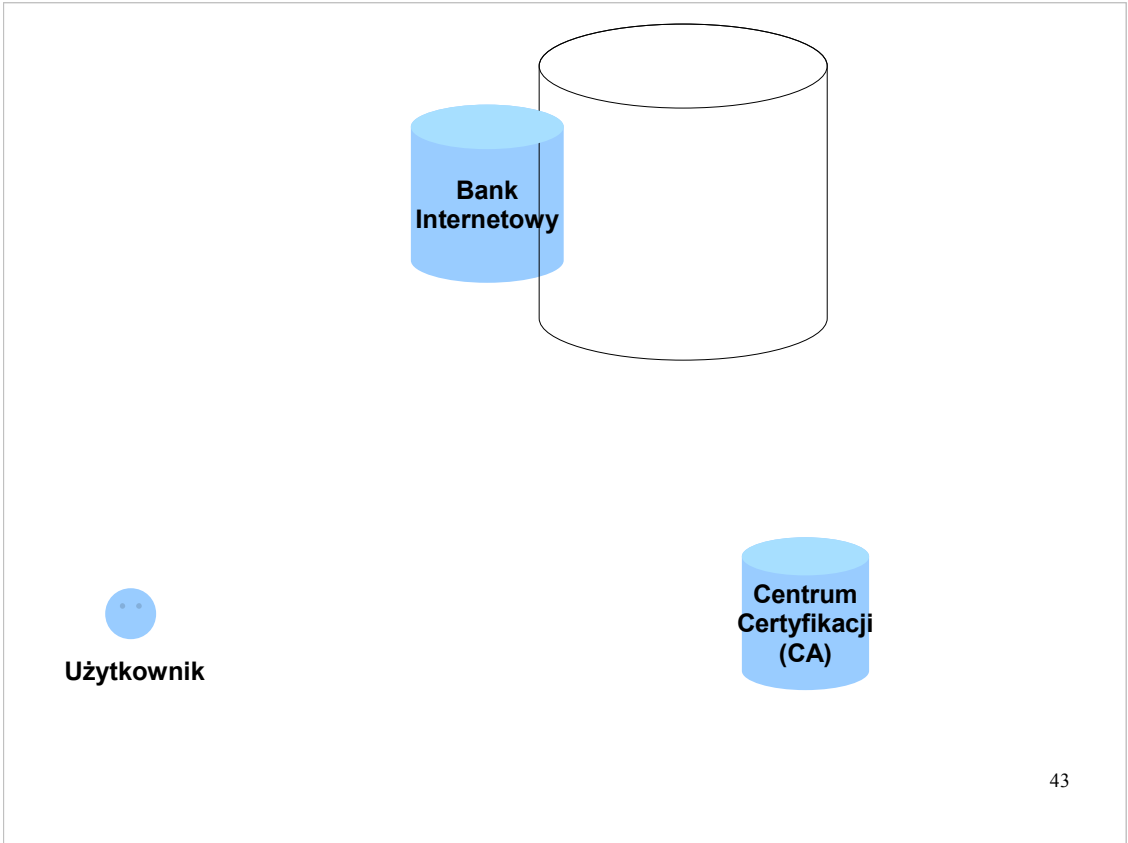 Bank
Internetowy
Centrum
Certyfikacji
(CA)
Użytkownik
43